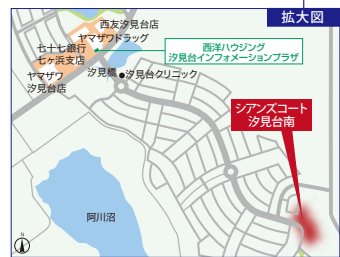 拡大図
西友汐見台店
ヤマザワドラッグ
七十七銀行
七ヶ浜支店
西洋ハウジング
汐見台インフォメーションプラザ
ヤマザワ
汐見台店
汐見橋
汐見台クリニック
シアンズコート
汐見台南
阿川沼
N